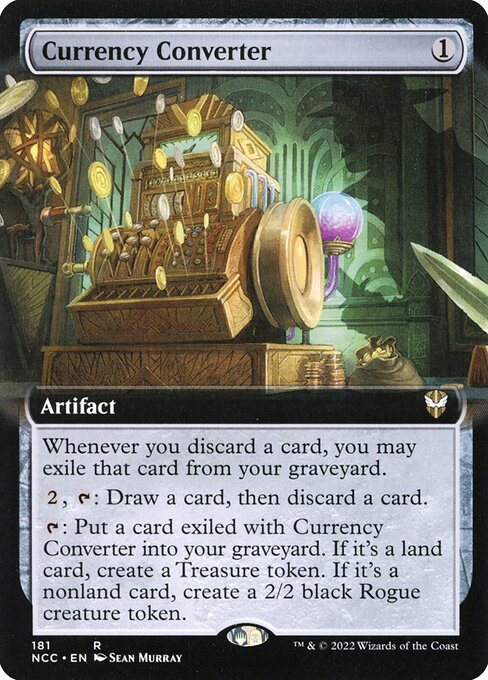 Currency Converter 1
Artifact
Whenever you discard a card, you may
exile that card from your graveyard.
2, : Draw a card, then discard a card.
: Put a card exiled with Currency
Converter into your graveyard. If it's a land
card, create a Treasure token. If it's a
nonland card, create a 2/2 black Rogue
creature token.
181 R
NCC • EN Sean Murray
™ & © 2022 Wizards of the Coast